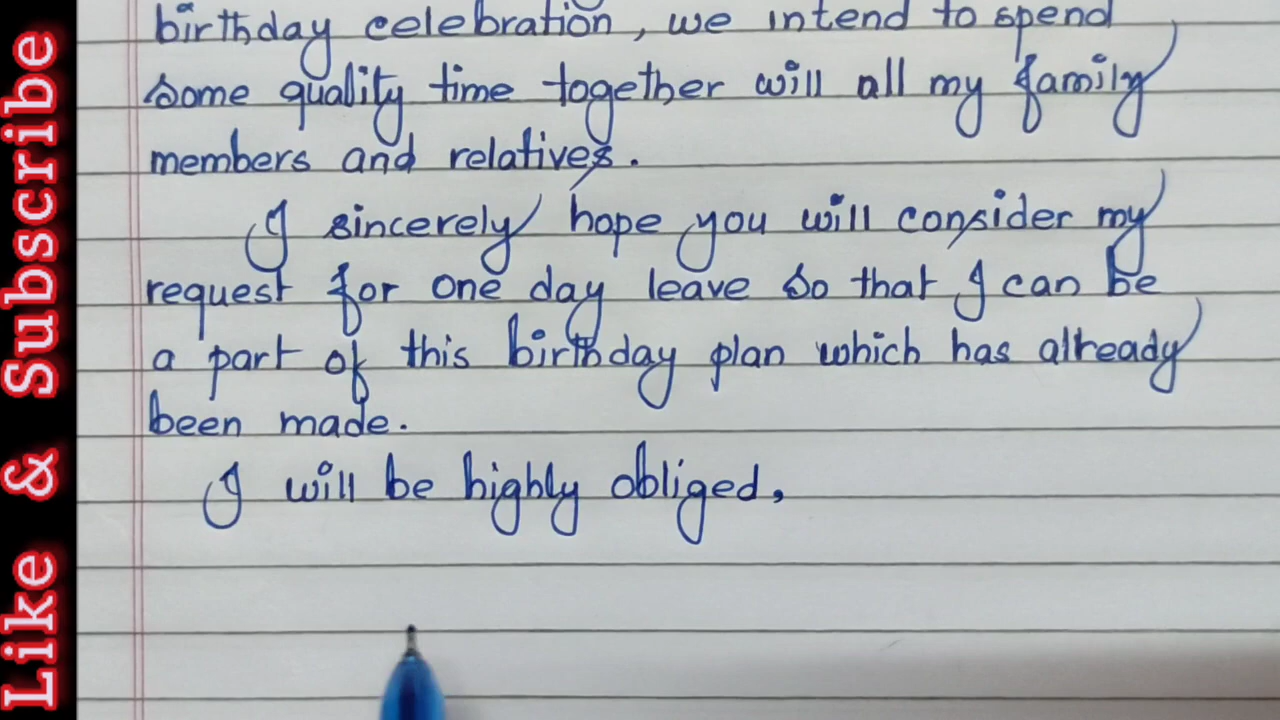 birthday celebration, we intend to spend
some quality time together will all my family
members and relatives.
I sincerely hope you will consider my
request for one day leave so that I can be
a part of this birthday plan which has already
been made.
I will be highly obliged,
Like & Subscribe